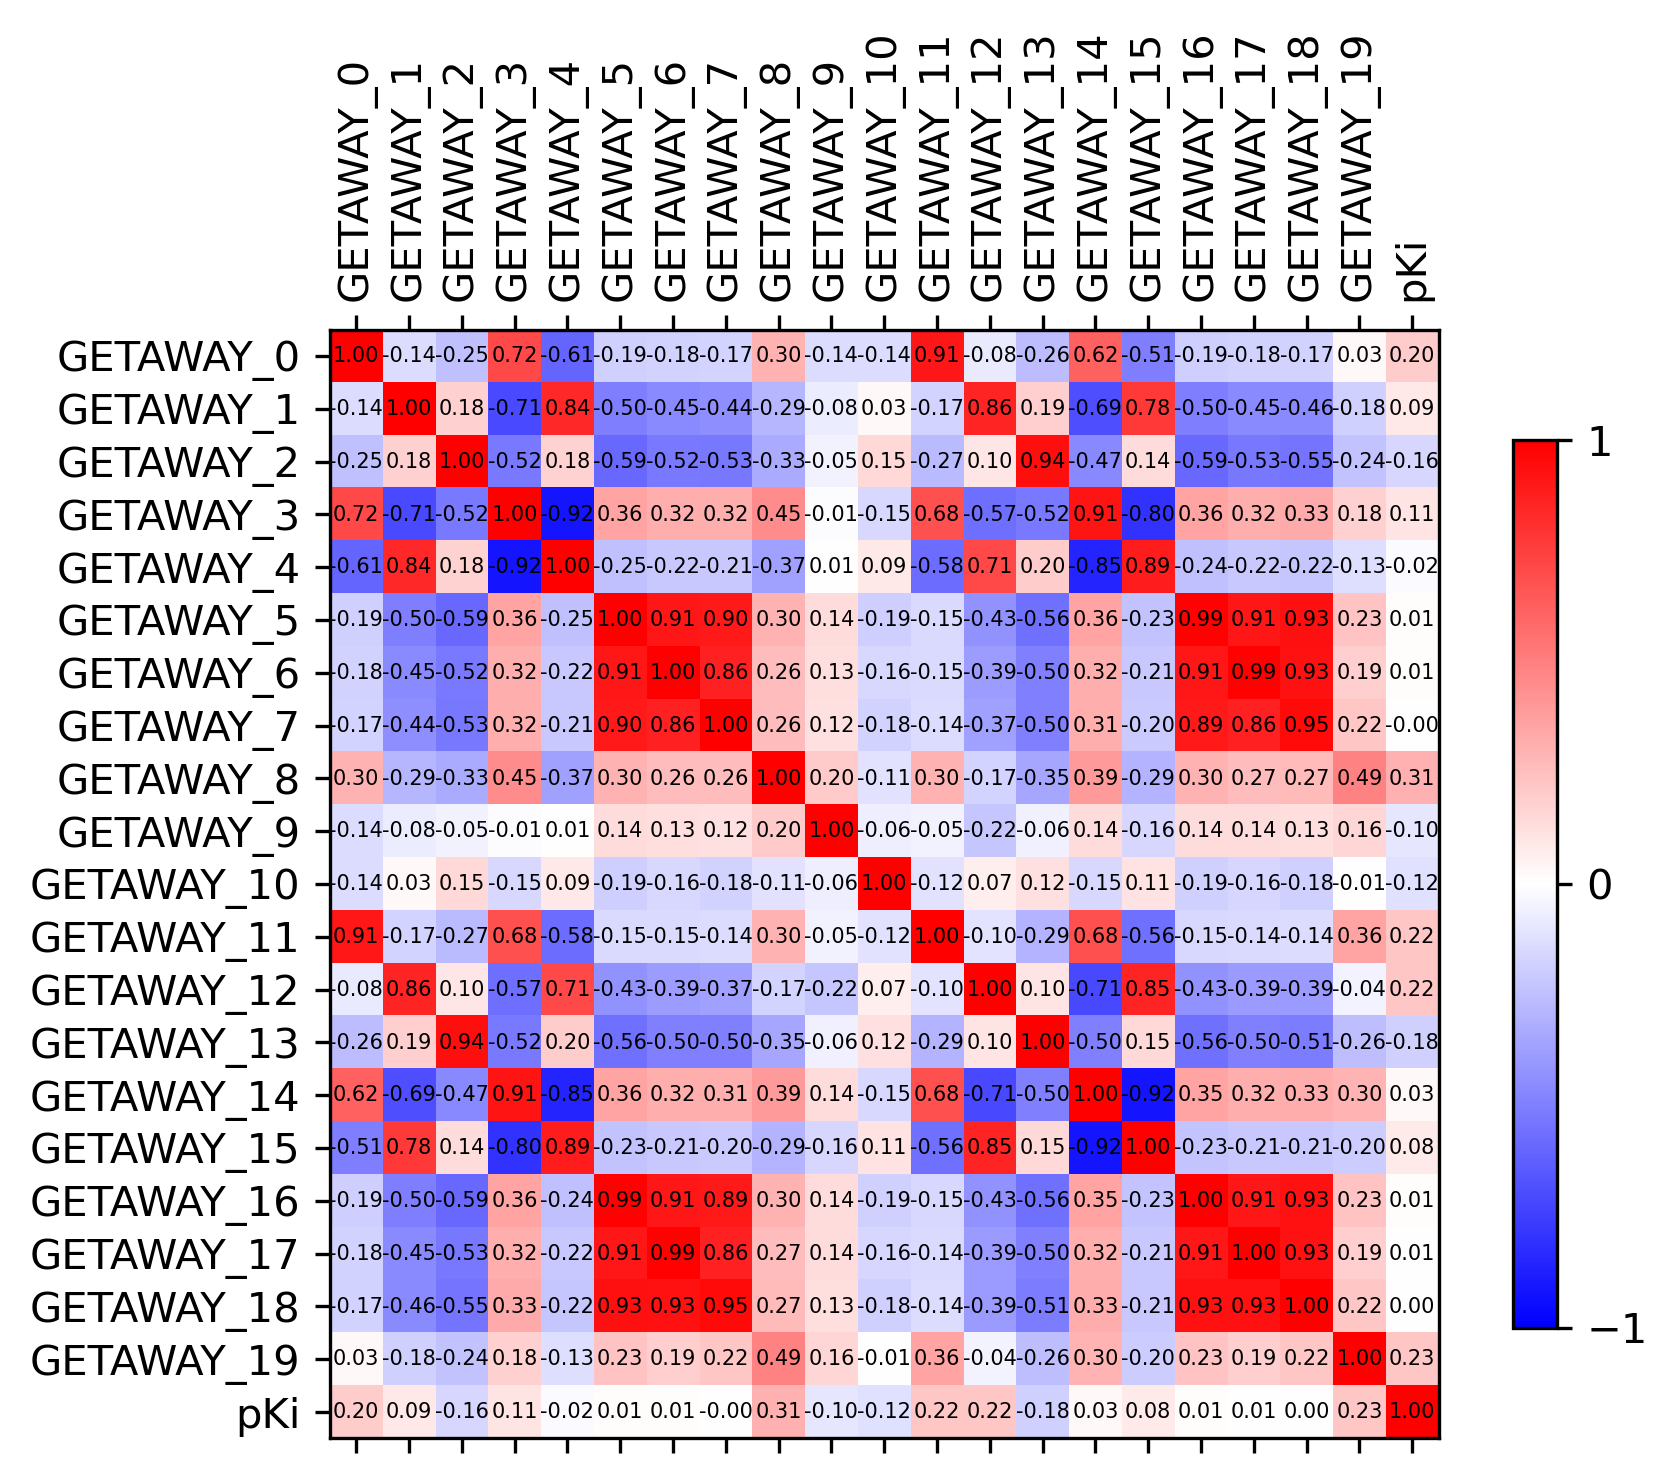 GETAWAY_0 GETAWAY_1 GETAWAY_2 GETAWAY_3 GETAWAY_4 GETAWAY_5 GETAWAY_6 GETAWAY_7 GETAWAY_8 GETAWAY_9 GETAWAY_10 GETAWAY_11 GETAWAY_12 GETAWAY_13 GETAWAY_14 GETAWAY_15 GETAWAY_16 GETAWAY_17 GETAWAY_18 GETAWAY_19 pKi
GETAWAY_0 1.00 -0.14 -0.25 0.72 -0.61 -0.19 -0.18 -0.17 0.30 -0.14 -0.14 0.91 -0.08 -0.26 0.62 -0.51 -0.19 -0.18 -0.17 0.03 0.20
GETAWAY_1 -0.14 1.00 0.18 -0.71 0.84 -0.50 -0.45 -0.44 -0.29 -0.08 0.03 -0.17 0.86 0.19 -0.69 0.78 -0.50 -0.45 -0.46 -0.18 0.09
GETAWAY_2 -0.25 0.18 1.00 -0.52 0.18 -0.59 -0.52 -0.53 -0.33 -0.05 0.15 -0.27 0.10 0.94 -0.47 0.14 -0.59 -0.53 -0.55 -0.24 -0.16
GETAWAY_3 0.72 -0.71 -0.52 1.00 -0.92 0.36 0.32 0.32 0.45 -0.01 -0.15 0.68 -0.57 -0.52 0.91 -0.80 0.36 0.32 0.33 0.18 0.11
GETAWAY_4 -0.61 0.84 0.18 -0.92 1.00 -0.25 -0.22 -0.21 -0.37 0.01 0.09 -0.58 0.71 0.20 -0.85 0.89 -0.24 -0.22 -0.22 -0.13 -0.02
GETAWAY_5 -0.19 -0.50 -0.59 0.36 -0.25 1.00 0.91 0.90 0.30 0.14 -0.19 -0.15 -0.43 -0.56 0.36 -0.23 0.99 0.91 0.93 0.23 0.01
GETAWAY_6 -0.18 -0.45 -0.52 0.32 -0.22 0.91 1.00 0.86 0.26 0.13 -0.16 -0.15 -0.39 -0.50 0.32 -0.21 0.91 0.99 0.93 0.19 0.01
GETAWAY_7 -0.17 -0.44 -0.53 0.32 -0.21 0.90 0.86 1.00 0.26 0.12 -0.18 -0.14 -0.37 -0.50 0.31 -0.20 0.89 0.86 0.95 0.22 -0.00
GETAWAY_8 0.30 -0.29 -0.33 0.45 -0.37 0.30 0.26 0.26 1.00 0.20 -0.11 0.30 -0.17 -0.35 0.39 -0.29 0.30 0.27 0.27 0.49 0.31
GETAWAY_9 -0.14 -0.08 -0.05 -0.01 0.01 0.14 0.13 0.12 0.20 1.00 -0.06 -0.05 -0.22 -0.06 0.14 -0.16 0.14 0.14 0.13 0.16 -0.10
GETAWAY_10 -0.14 0.03 0.15 -0.15 0.09 -0.19 -0.16 -0.18 -0.11 -0.06 1.00 -0.12 0.07 0.12 -0.15 0.11 -0.19 -0.16 -0.18 -0.01 -0.12
GETAWAY_11 0.91 -0.17 -0.27 0.68 -0.58 -0.15 -0.15 -0.14 0.30 -0.05 -0.12 1.00 -0.10 -0.29 0.68 -0.56 -0.15 -0.14 -0.14 0.36 0.22
GETAWAY_12 -0.08 0.86 0.10 -0.57 0.71 -0.43 -0.39 -0.37 -0.17 -0.22 0.07 -0.10 1.00 0.10 -0.71 0.85 -0.43 -0.39 -0.39 -0.04 0.22
GETAWAY_13 -0.26 0.19 0.94 -0.52 0.20 -0.56 -0.50 -0.50 -0.35 -0.06 0.12 -0.29 0.10 1.00 -0.50 0.15 -0.56 -0.50 -0.51 -0.26 -0.18
GETAWAY_14 0.62 -0.69 -0.47 0.91 -0.85 0.36 0.32 0.31 0.39 0.14 -0.15 0.68 -0.71 -0.50 1.00 -0.92 0.35 0.32 0.33 0.30 0.03
GETAWAY_15 -0.51 0.78 0.14 -0.80 0.89 -0.23 -0.21 -0.20 -0.29 -0.16 0.11 -0.56 0.85 0.15 -0.92 1.00 -0.23 -0.21 -0.21 -0.20 0.08
GETAWAY_16 -0.19 -0.50 -0.59 0.36 -0.24 0.99 0.91 0.89 0.30 0.14 -0.19 -0.15 -0.43 -0.56 0.35 -0.23 1.00 0.91 0.93 0.23 0.01
GETAWAY_17 -0.18 -0.45 -0.53 0.32 -0.22 0.91 0.99 0.86 0.27 0.14 -0.16 -0.14 -0.39 -0.50 0.32 -0.21 0.91 1.00 0.93 0.19 0.01
GETAWAY_18 -0.17 -0.46 -0.55 0.33 -0.22 0.93 0.93 0.95 0.27 0.13 -0.18 -0.14 -0.39 -0.51 0.33 -0.21 0.93 0.93 1.00 0.22 0.00
GETAWAY_19 0.03 -0.18 -0.24 0.18 -0.13 0.23 0.19 0.22 0.49 0.16 -0.01 0.36 -0.04 -0.26 0.30 -0.20 0.23 0.19 0.22 1.00 0.23
pKi 0.20 0.09 -0.16 0.11 -0.02 0.01 0.01 -0.00 0.31 -0.10 -0.12 0.22 0.22 -0.18 0.03 0.08 0.01 0.01 0.00 0.23 1.00
1
0
−1